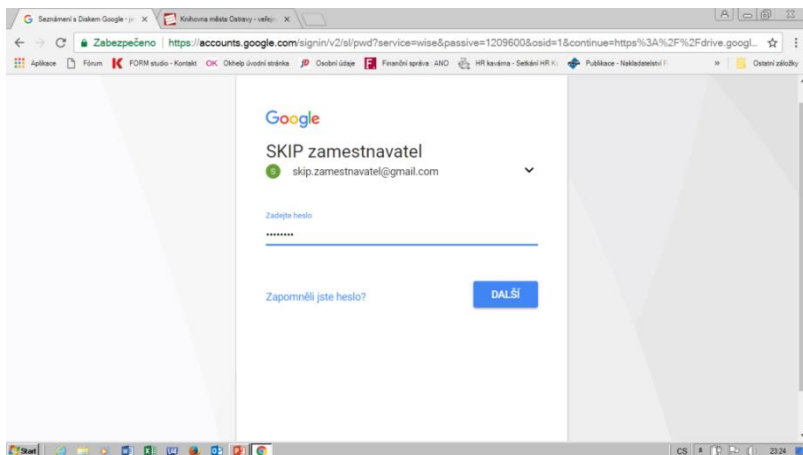 Seznámení s Diskem Google - je
Knihovna města Ostravy - veřejn
Zabezpečeno | https://accounts.google.com/signin/v2/sl/pwd?service=wise&passive=1209600&osid=1&continue=https%3A%2F%2Fdrive.googl...
Aplikace Fórum FORM studio - Kontakt OK Okhelp úvodní stránka Osobní údaje Finanční správa : ANO HR kavárna - Setkání HR Publikace - Nakladatelství » Ostatní záložky
Google
SKIP zamestnavatel
S skip.zamestnavatel@gmail.com
Zadejte heslo
••••••••
Zapomněli jste heslo?
DALŠÍ
Start CS 23:24